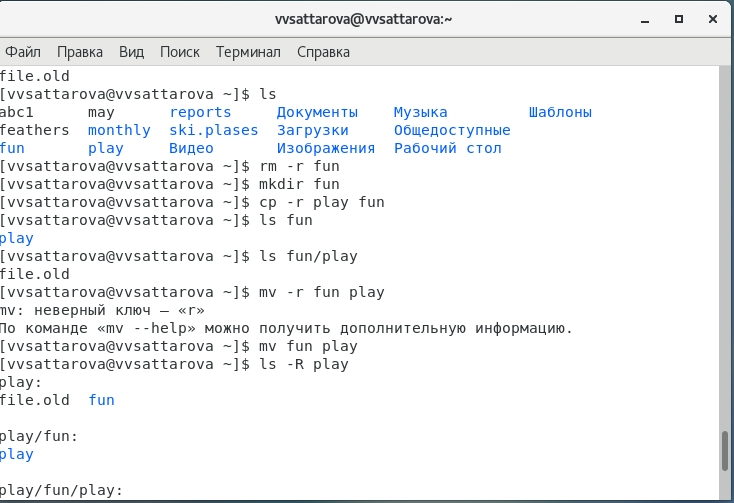 vvsattarova@vvsattarova:~
Файл Правка Вид Поиск Терминал Справка
file.old
[vvsattarova@vvsattarova ~]$ ls
abc1 may reports Документы Музыка Шаблоны
feathers monthly ski.plases Загрузки Общедоступные
fun play Видео Изображения Рабочий стол
[vvsattarova@vvsattarova ~]$ rm -r fun
[vvsattarova@vvsattarova ~]$ mkdir fun
[vvsattarova@vvsattarova ~]$ cp -r play fun
[vvsattarova@vvsattarova ~]$ ls fun
play
[vvsattarova@vvsattarova ~]$ ls fun/play
file.old
[vvsattarova@vvsattarova ~]$ mv -r fun play
mv: неверный ключ — «r»
По команде «mv --help» можно получить дополнительную информацию.
[vvsattarova@vvsattarova ~]$ mv fun play
[vvsattarova@vvsattarova ~]$ ls -R play
play:
file.old fun
play/fun:
play
play/fun/play: